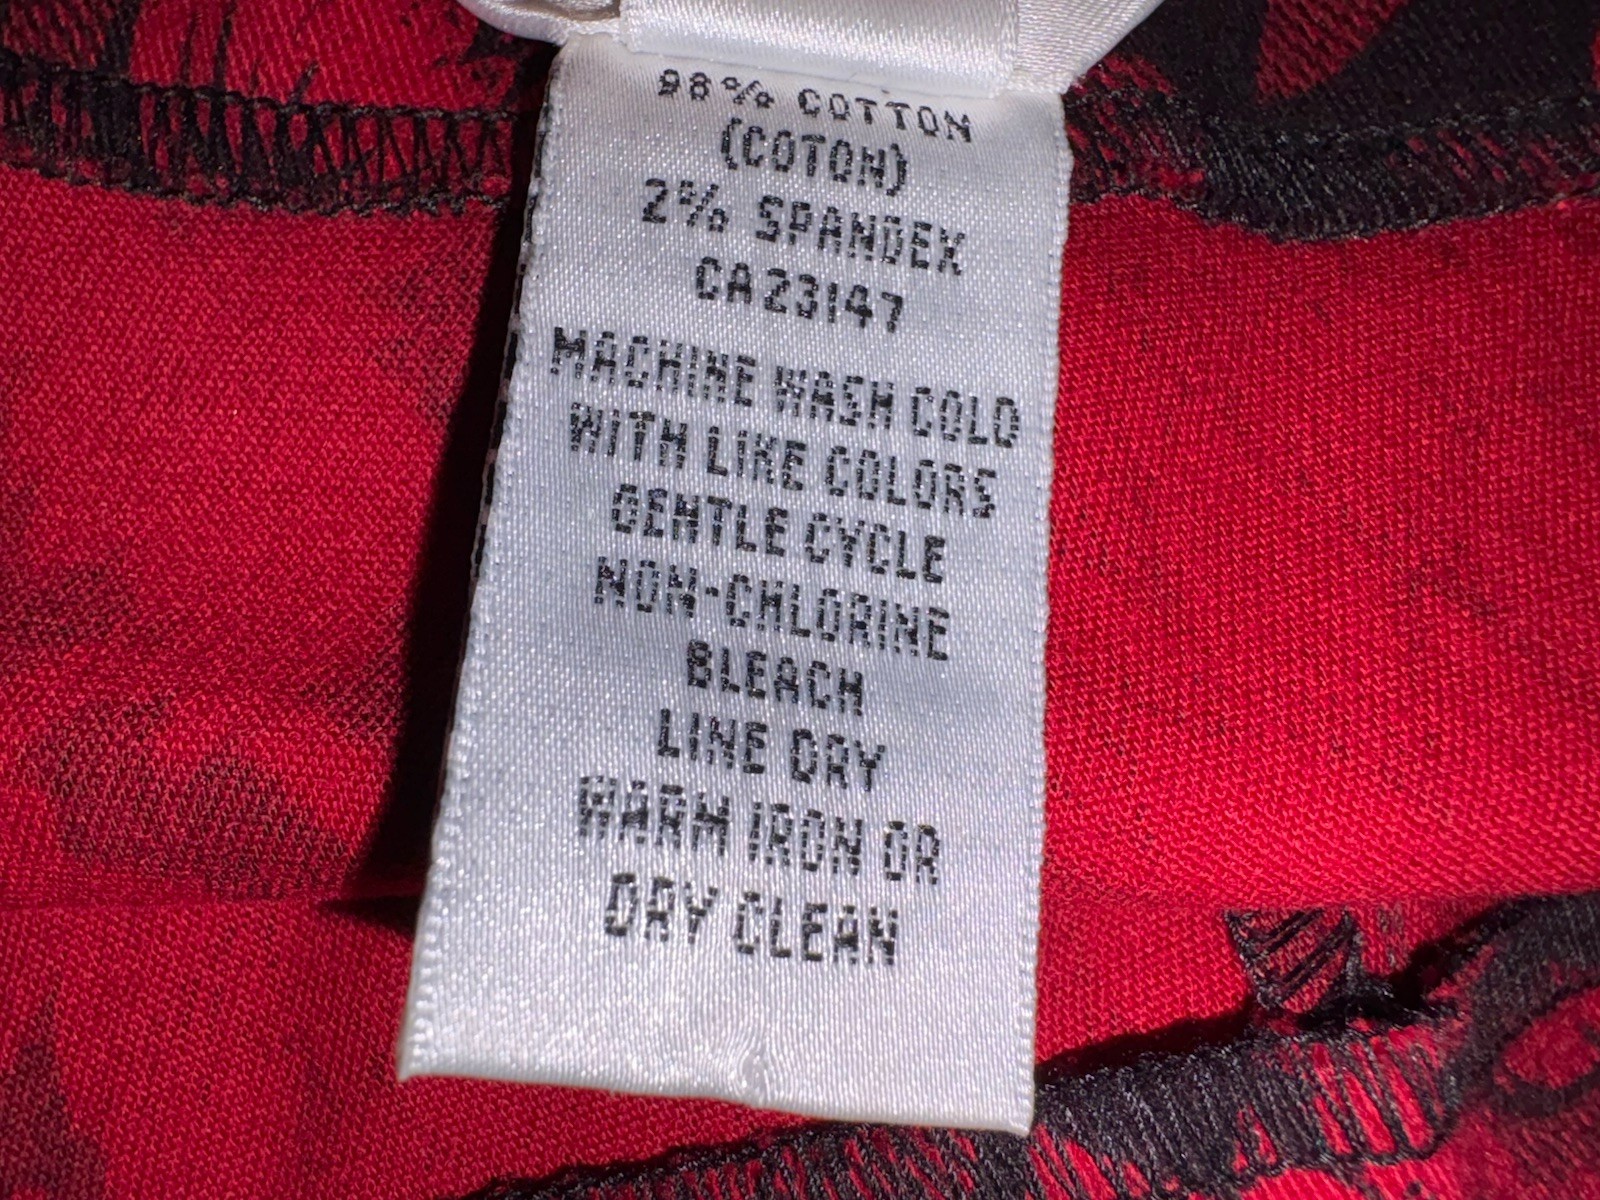 98% COTTON
(COTON)
2% SPANDEX
CA23147
MACHINE WASH COLD
WITH LIKE COLORS
GENTLE CYCLE
NON-CHLORINE
BLEACH
LINE DRY
WARM IRON OR
DRY CLEAN